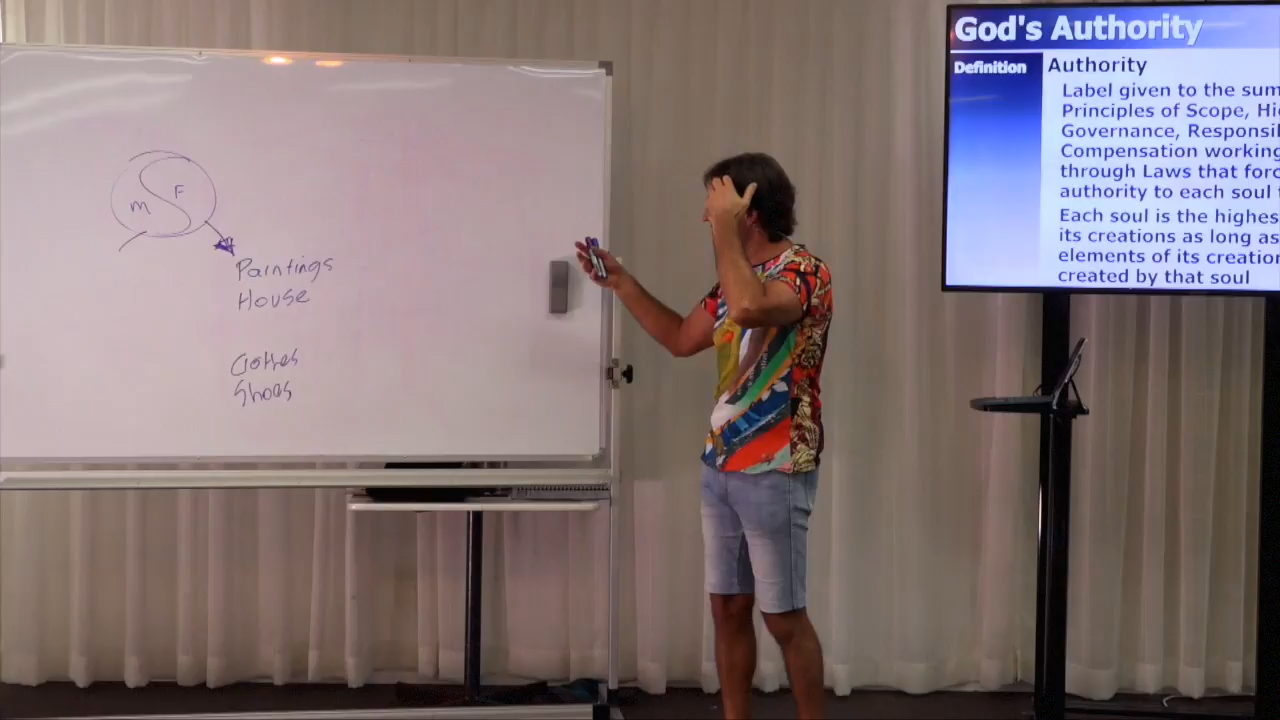 M F
Paintings
House
Clothes
Shoes
God's Authority
Definition
Authority
Label given to the sum
Principles of Scope, Hi
Governance, Responsi
Compensation working
through Laws that forc
authority to each soul
Each soul is the highes
its creations as long as
elements of its creation
created by that soul